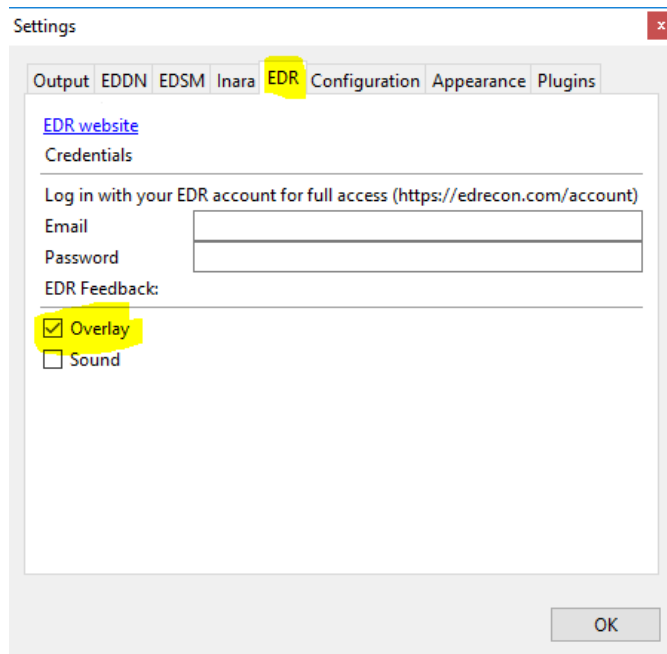 Settings
x
Output EDDN EDSM Inara EDR Configuration Appearance Plugins
EDR website
Credentials
Log in with your EDR account for full access (https://edrecon.com/account)
Email
Password
EDR Feedback:
Overlay
Sound
OK